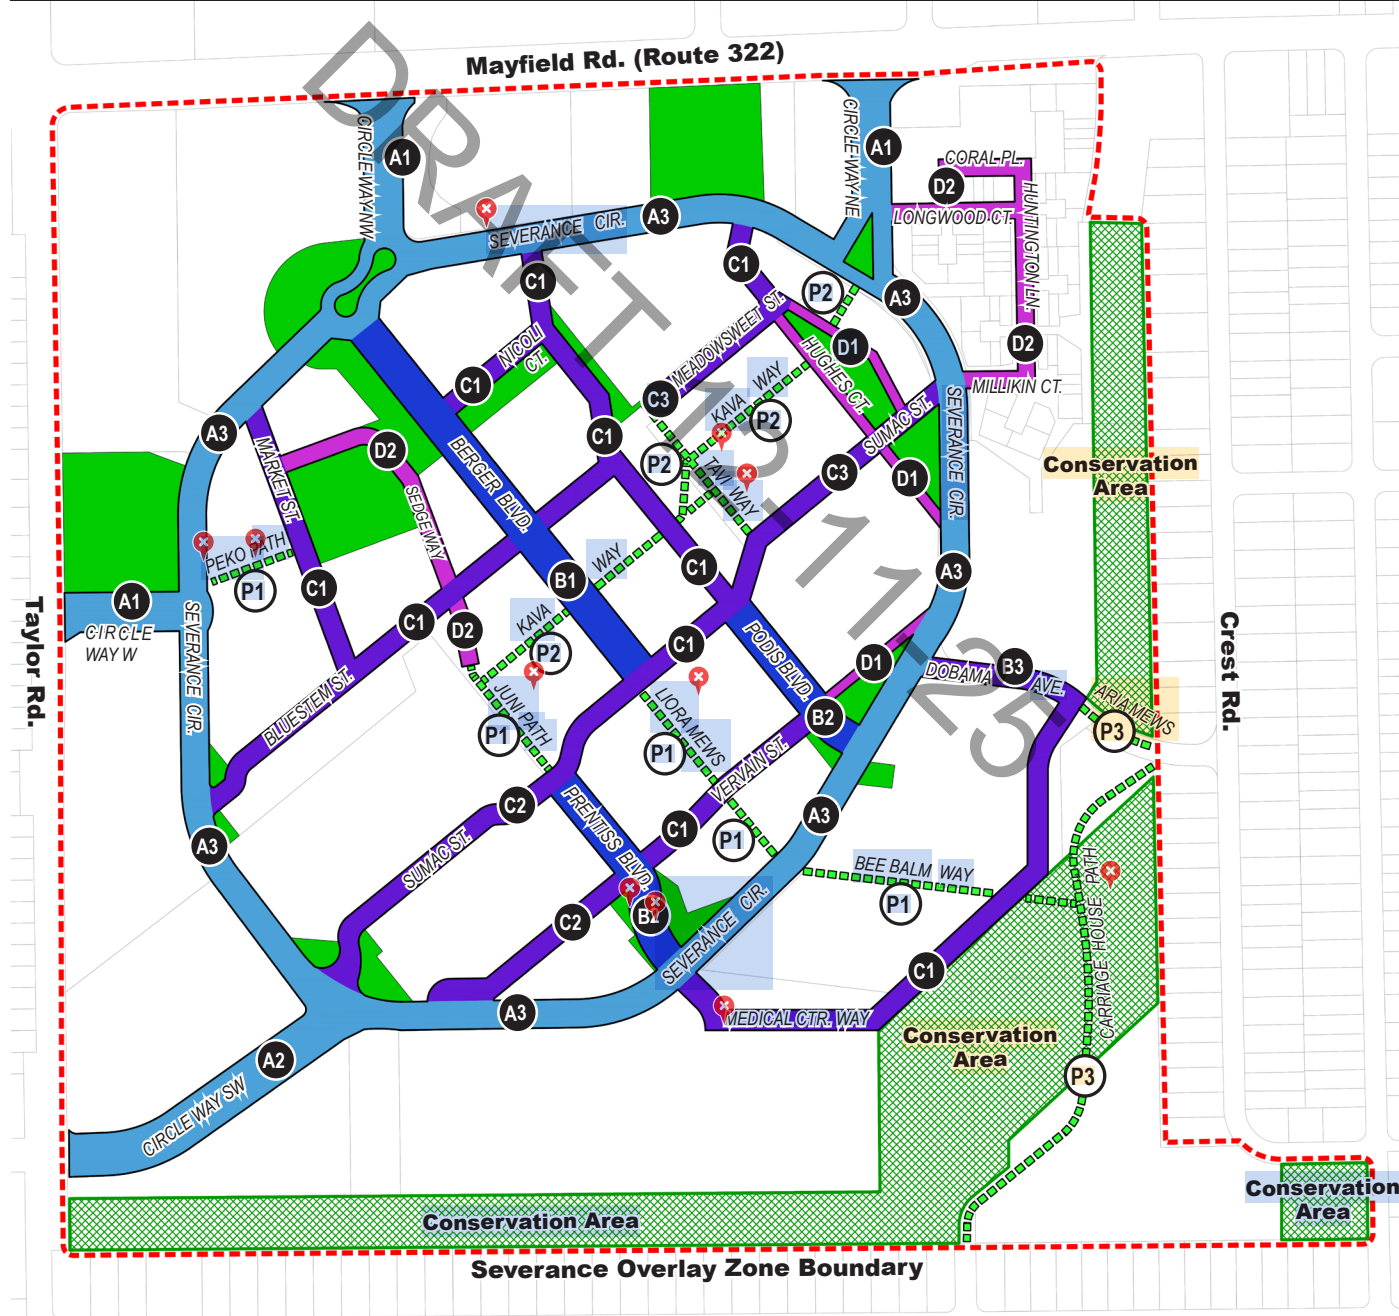 Mayfield Rd. (Route 322)
DRAFT 12-11-25
CIRCLE WAY NW
A1
CIRCLE WAY NE
A1
CORAL PL.
D2
LONGWOOD CT.
HUNTINGTON LN.
D2
MILLIKIN CT.
SEVERANCE CIR.
A3
C1
C1
P2
A3
D1
MEADOWSWEET ST.
HUGHES CT.
NICOLI
CT.
C1
C3
KAVA WAY
P2
SUMAC ST.
SEVERANCE CIR.
A3
MARKET ST.
D2
C1
P2
TAVI WAY
C3
D1
Conservation
Area
BERGER BLVD.
SEDGEWAY
PEKO PATH
P1
C1
A1
CIRCLE
WAY W
SEVERANCE CIR.
B1
WAY
C1
A3
C1
D2
KAVA
P2
C1
PODIS BLVD.
D1
DOBAMA AVE.
B3
ARIA MEWS
P3
Taylor Rd.
Crest Rd.
BLUESTEM ST.
JUNI PATH
P1
LIORA MEWS
P1
B2
VERVAIN ST.
C2
PRENTISS BLVD.
C1
P1
A3
A3
SUMAC ST.
BEE BALM WAY
P1
C2
B2
SEVERANCE CIR.
CARRIAGE HOUSE PATH
C1
A3
MEDICAL CTR. WAY
Conservation
Area
A2
CIRCLE WAY SW
P3
Conservation
Area
Conservation Area
Severance Overlay Zone Boundary